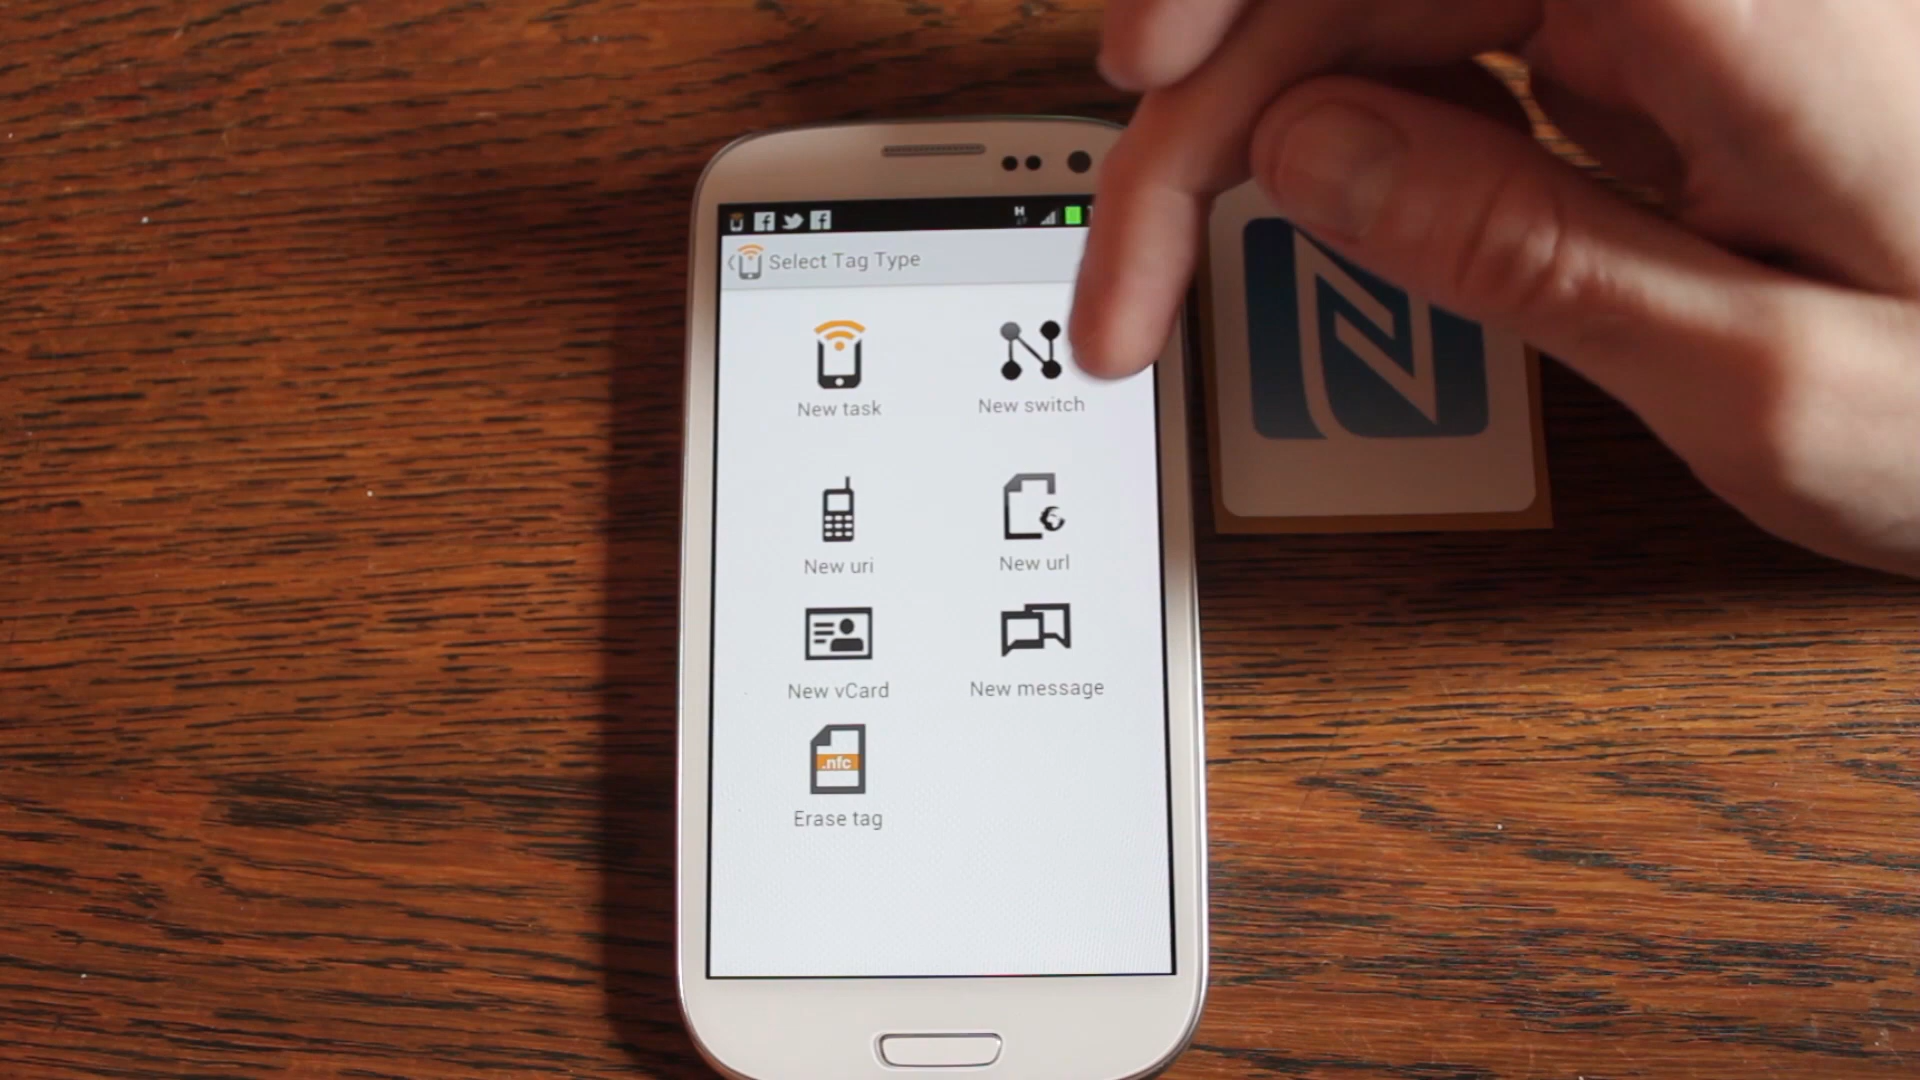 H
Select Tag Type
New task
New switch
New uri
New url
New vCard
New message
.nfc
Erase tag